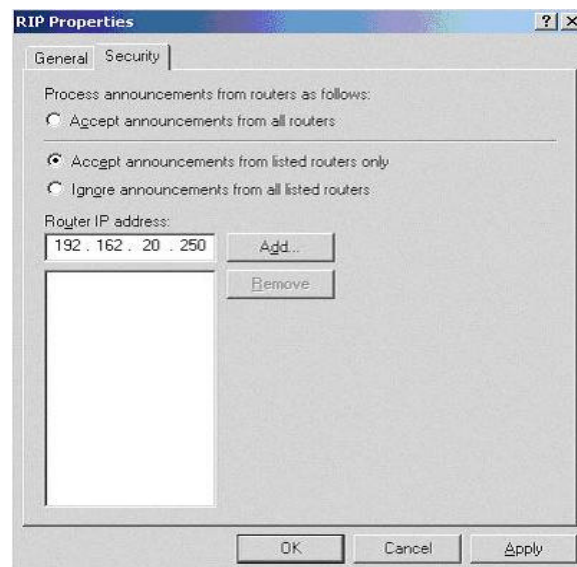 RIP Properties
General Security
Process announcements from routers as follows:
Accept announcements from all routers
Accept announcements from listed routers only
Ignore announcements from all listed routers
Router IP address:
192 . 162 . 20 . 250 Add...
Remove
OK Cancel Apply